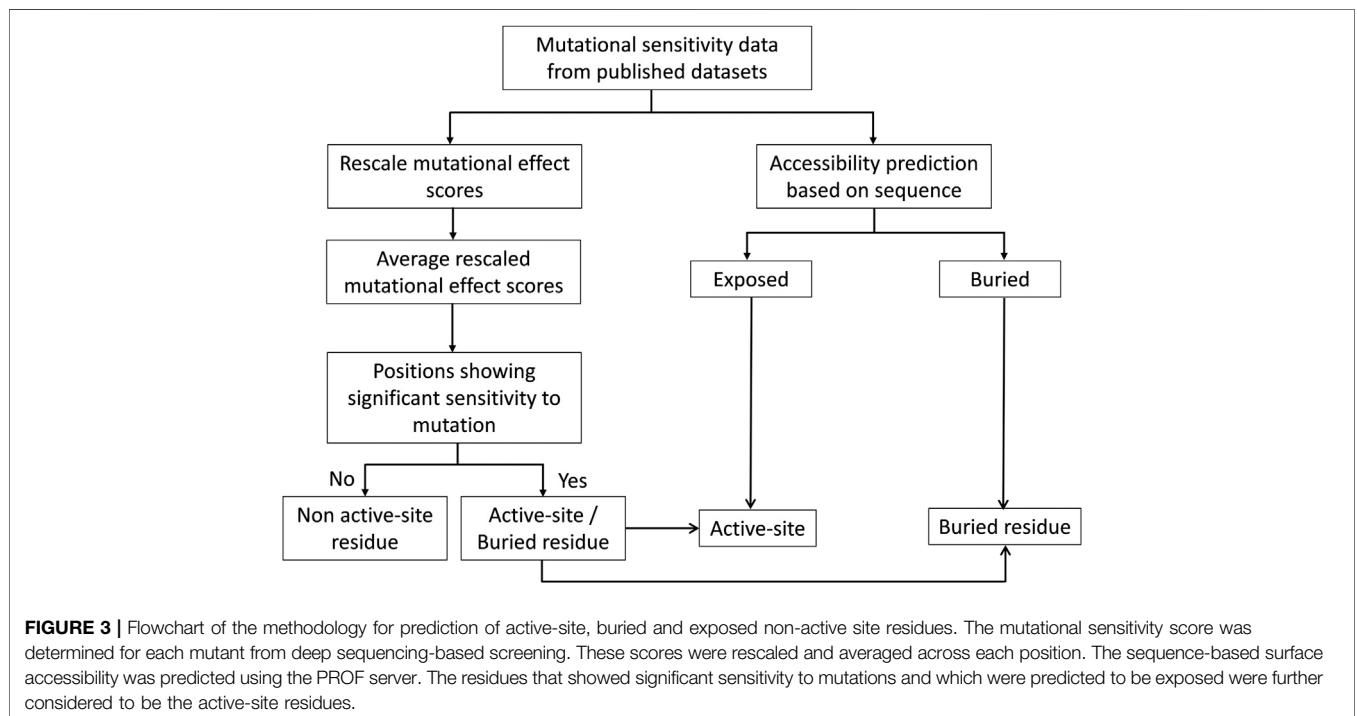 Mutational sensitivity data
from published datasets
Rescale mutational effect
scores
Accessibility prediction
based on sequence
Average rescaled
mutational effect scores
Exposed
Buried
Positions showing
significant sensitivity to
mutation
No
Yes
Non active-site
residue
Active-site /
Buried residue
Active-site
Buried residue
FIGURE 3 | Flowchart of the methodology for prediction of active-site, buried and exposed non-active site residues. The mutational sensitivity score was
determined for each mutant from deep sequencing-based screening. These scores were rescaled and averaged across each position. The sequence-based surface
accessibility was predicted using the PROF server. The residues that showed significant sensitivity to mutations and which were predicted to be exposed were further
considered to be the active-site residues.